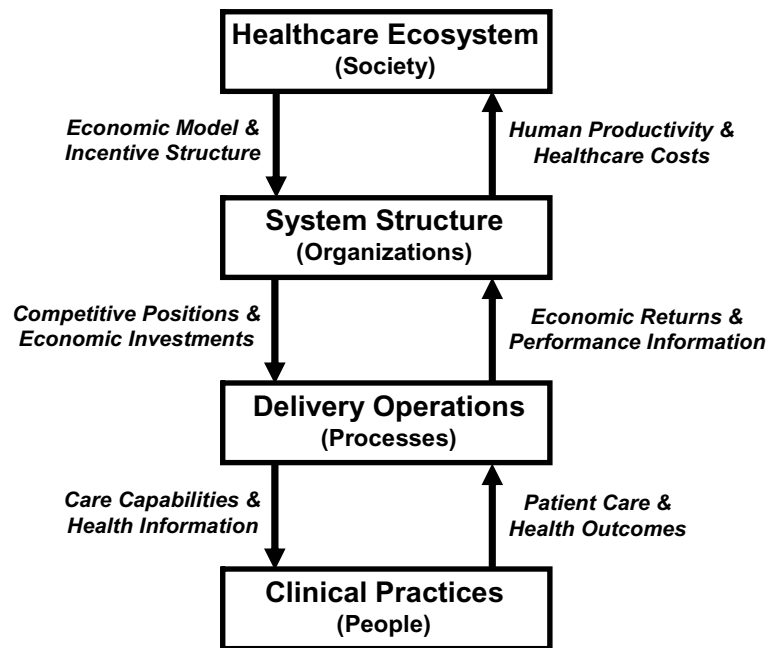 Healthcare Ecosystem
(Society)
Economic Model &
Incentive Structure
Human Productivity &
Healthcare Costs
System Structure
(Organizations)
Competitive Positions &
Economic Investments
Economic Returns &
Performance Information
Delivery Operations
(Processes)
Care Capabilities &
Health Information
Patient Care &
Health Outcomes
Clinical Practices
(People)